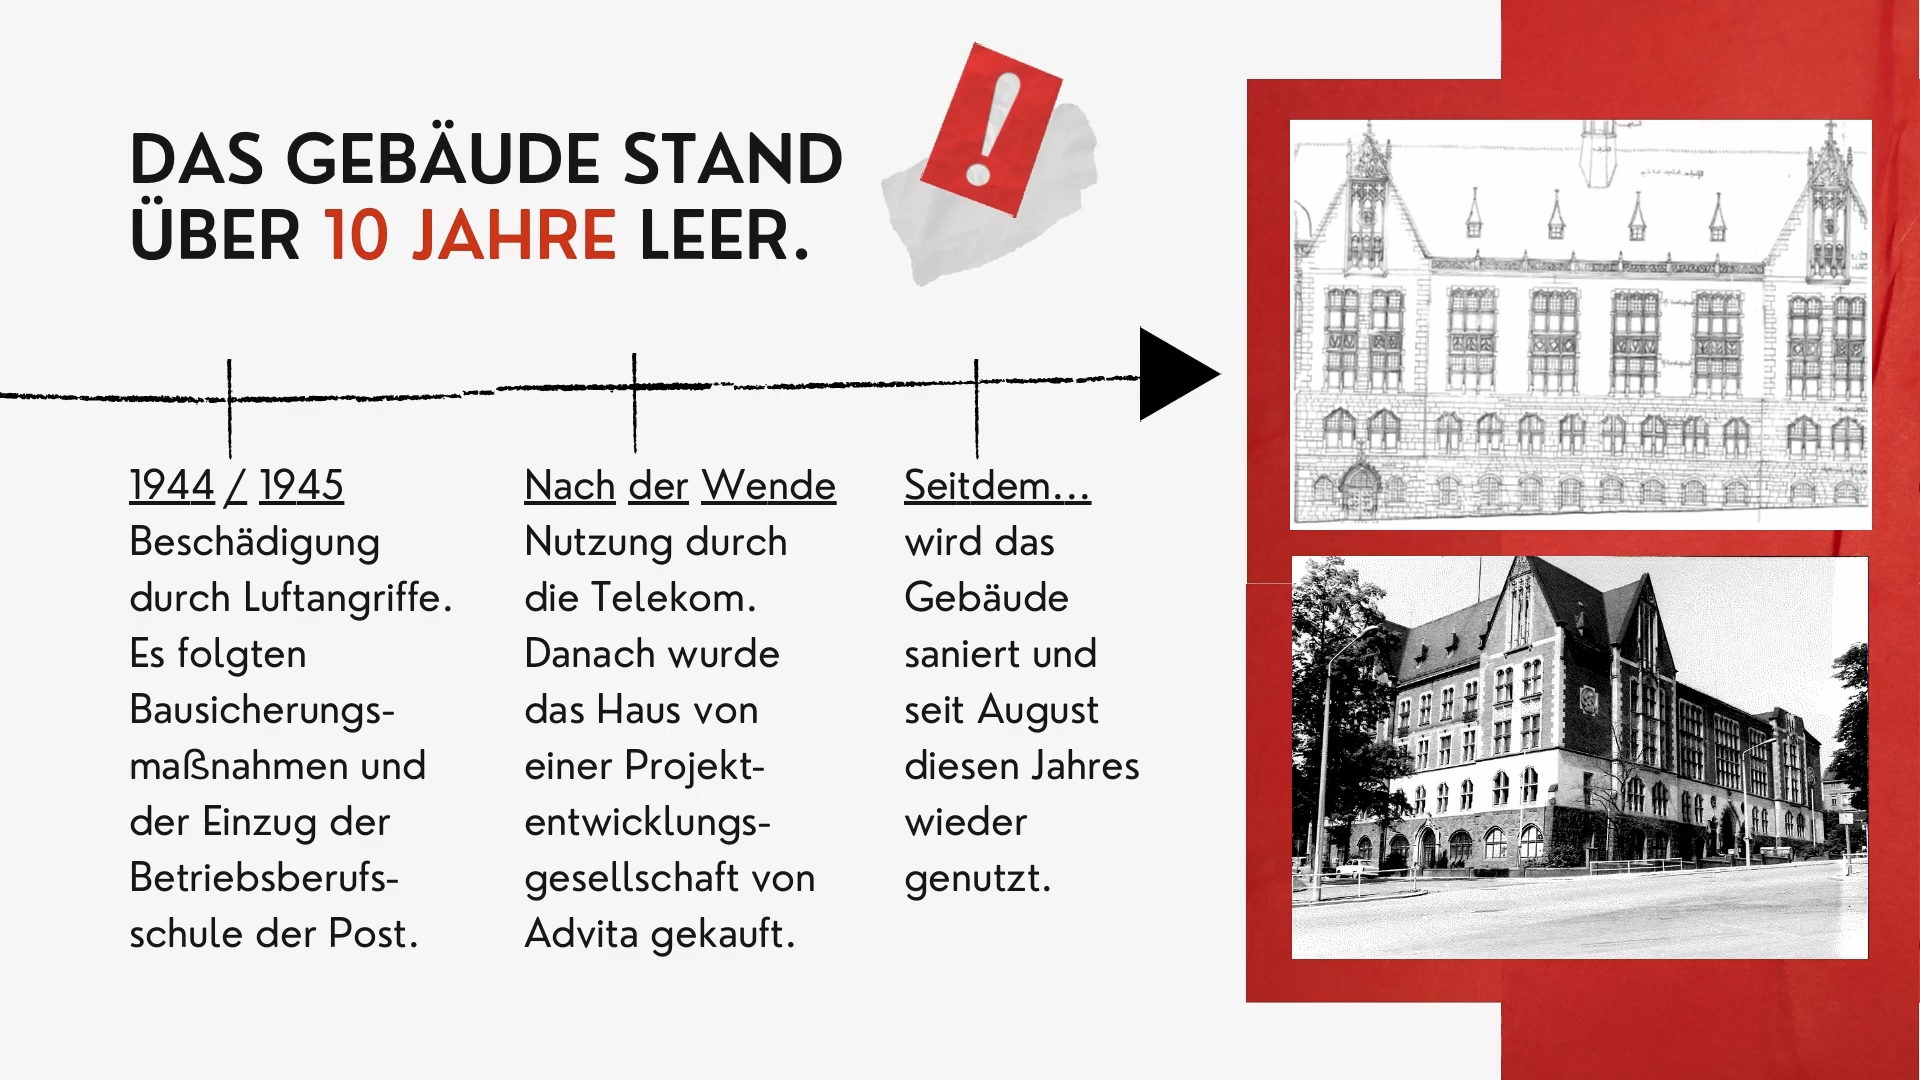 DAS GEBÄUDE STAND
ÜBER 10 JAHRE LEER.
1944 / 1945
Beschädigung
durch Luftangriffe.
Es folgten
Bausicherungs-
maßnahmen und
der Einzug der
Betriebsberufs-
schule der Post.
Nach der Wende
Nutzung durch
die Telekom.
Danach wurde
das Haus von
einer Projekt-
entwicklungs-
gesellschaft von
Advita gekauft.
Seitdem...
wird das
Gebäude
saniert und
seit August
diesen Jahres
wieder
genutzt.